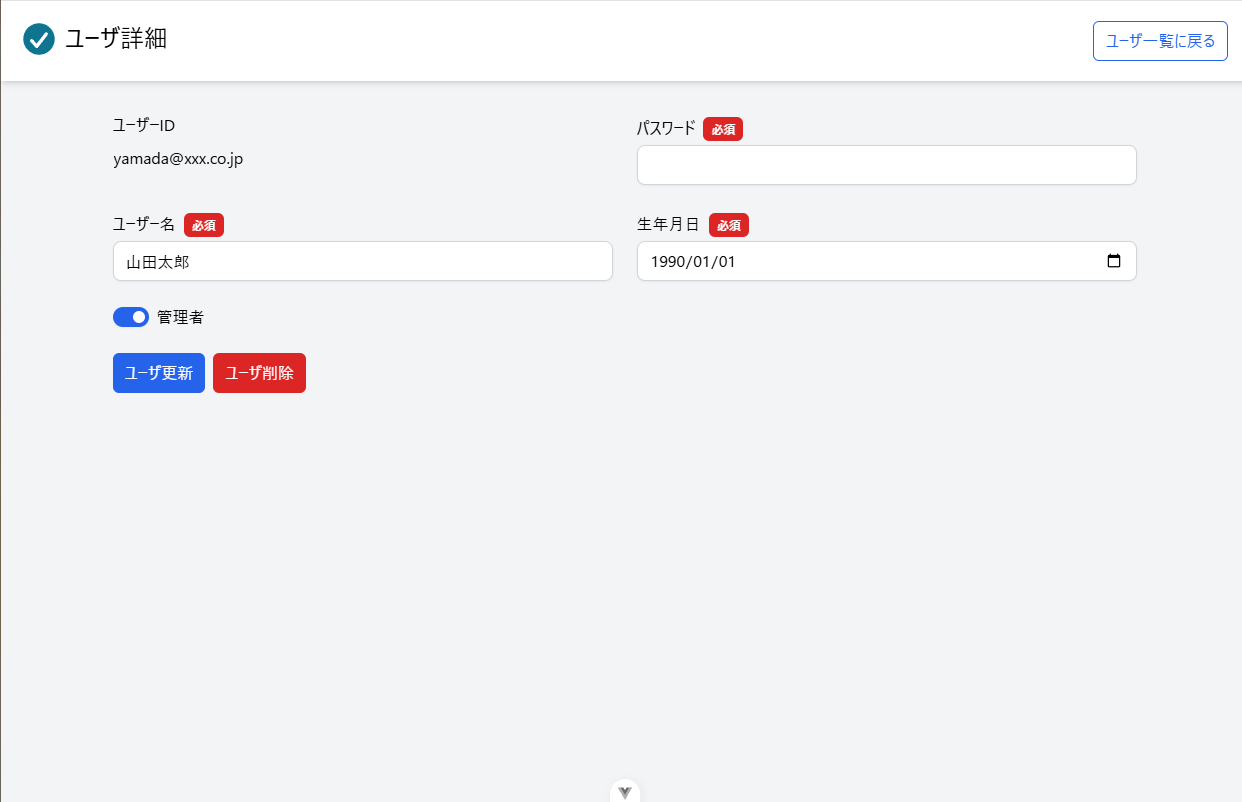 ユーザ詳細
ユーザ一覧に戻る
ユーザーID
yamada@xxx.co.jp
パスワード 必須
ユーザー名 必須
山田太郎
生年月日 必須
1990/01/01
管理者
ユーザ更新 ユーザ削除